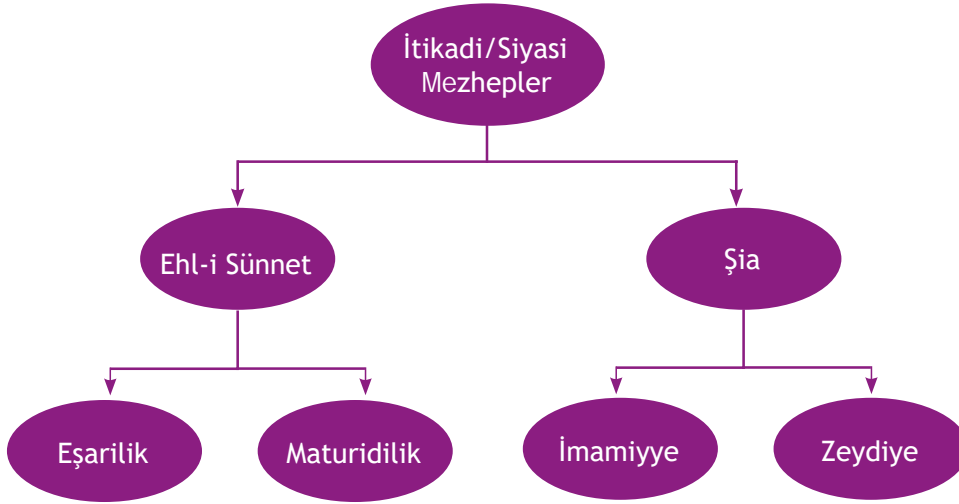 İtikadi/Siyasi
Mezhepler
Ehl-i Sünnet
Şia
Eşarilik
Maturidilik
İmamiyye
Zeydiye